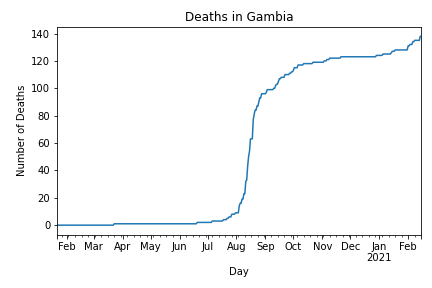 Deaths in Gambia
140
120
100
80
60
40
20
0
Number of Deaths
Feb Mar Apr May Jun Jul Aug Sep Oct Nov Dec Jan Feb
2021
Day